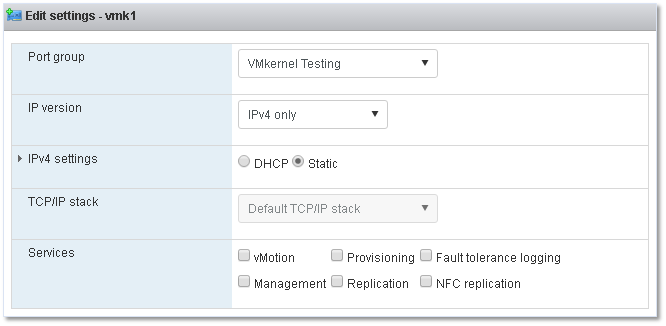 Edit settings - vmk1
Port group
VMkernel Testing
IP version
IPv4 only
IPv4 settings
DHCP Static
TCP/IP stack
Default TCP/IP stack
Services
vMotion Provisioning Fault tolerance logging
Management Replication NFC replication